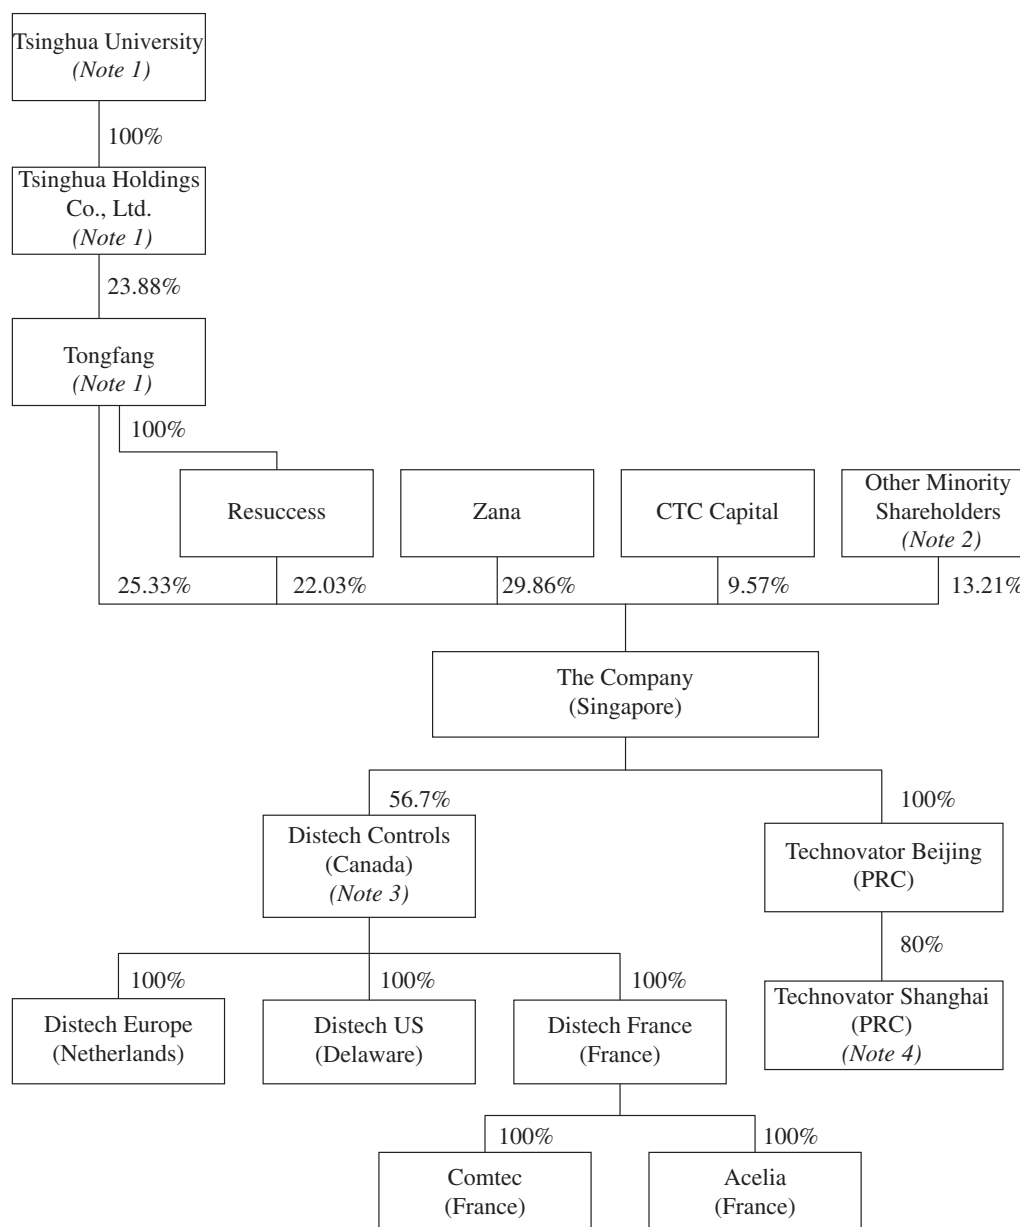 Tsinghua University
(Note 1)
100%
Tsinghua Holdings
Co., Ltd.
(Note 1)
23.88%
Tongfang
(Note 1)
100%
Resuccess
Zana
CTC Capital
Other Minority
Shareholders
(Note 2)
25.33%
22.03%
29.86%
9.57%
13.21%
The Company
(Singapore)
56.7%
100%
Distech Controls
(Canada)
(Note 3)
Technovator Beijing
(PRC)
80%
100%
100%
100%
Distech Europe
(Netherlands)
Distech US
(Delaware)
Distech France
(France)
Technovator Shanghai
(PRC)
(Note 4)
100%
100%
Comtec
(France)
Acelia
(France)